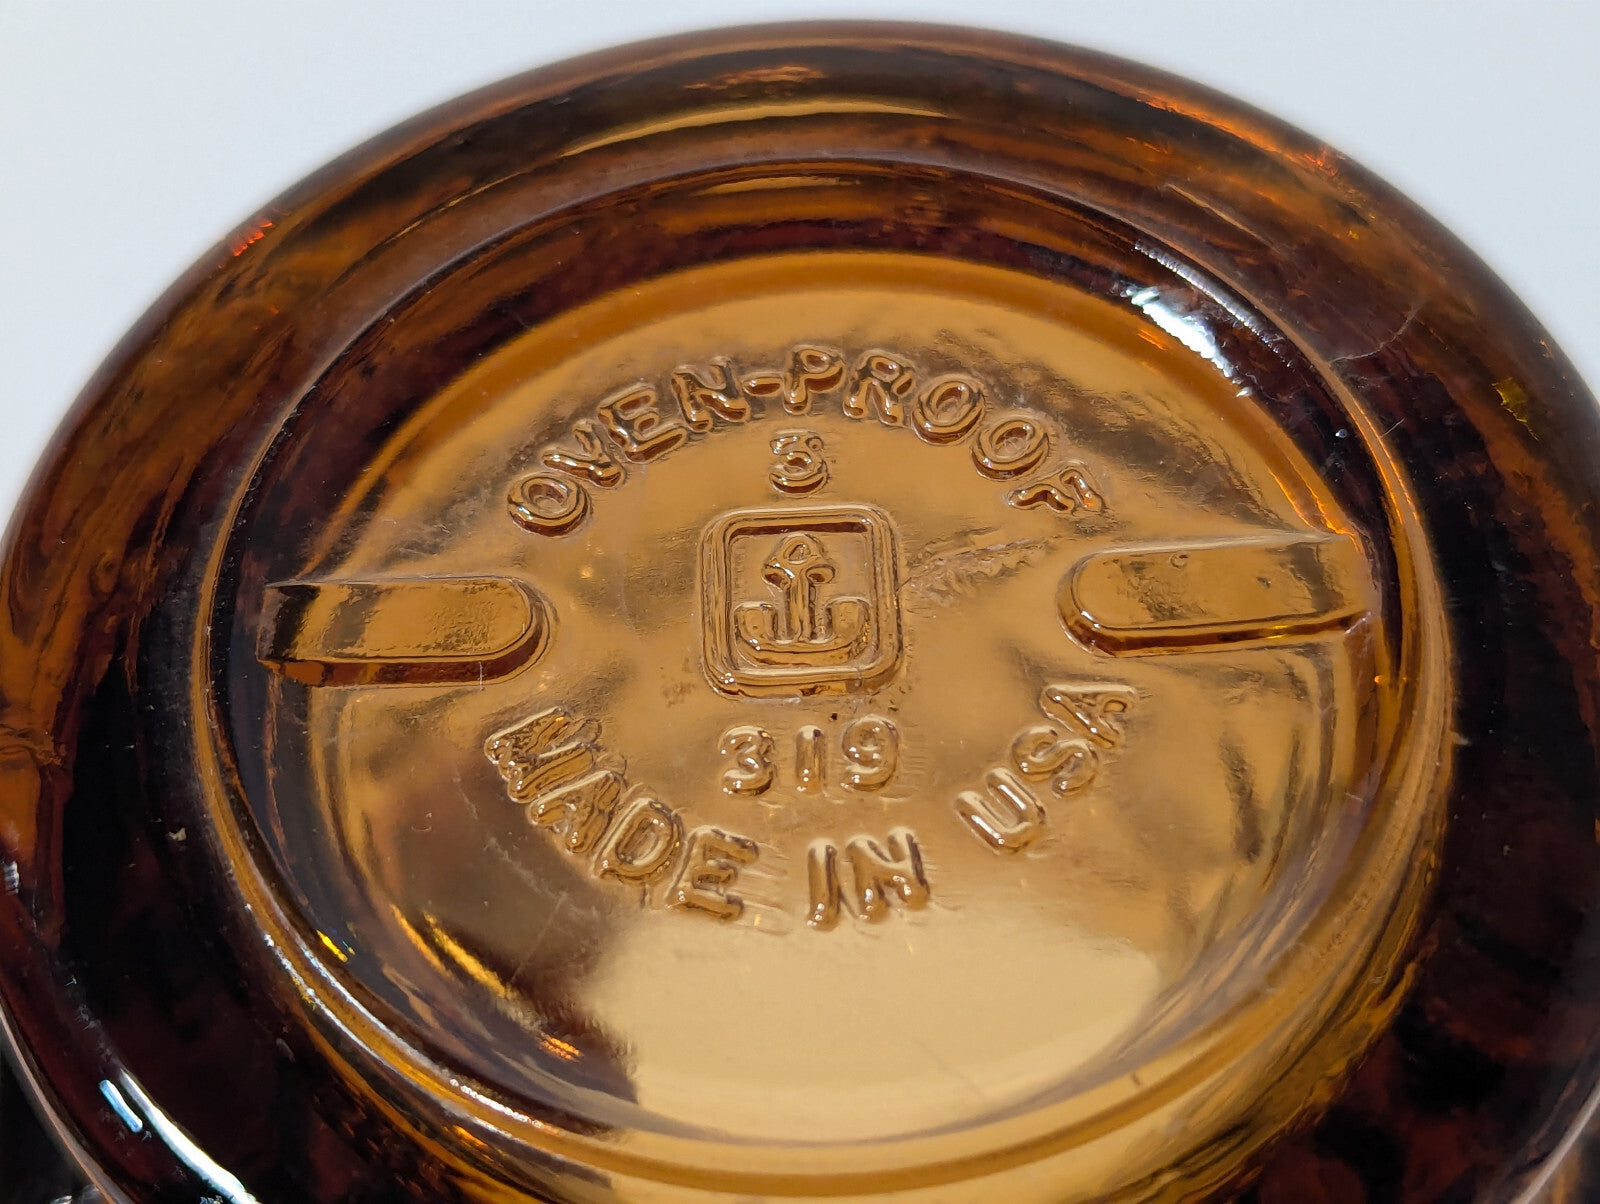 OVEN-PROOF
3
319
MADE IN USA